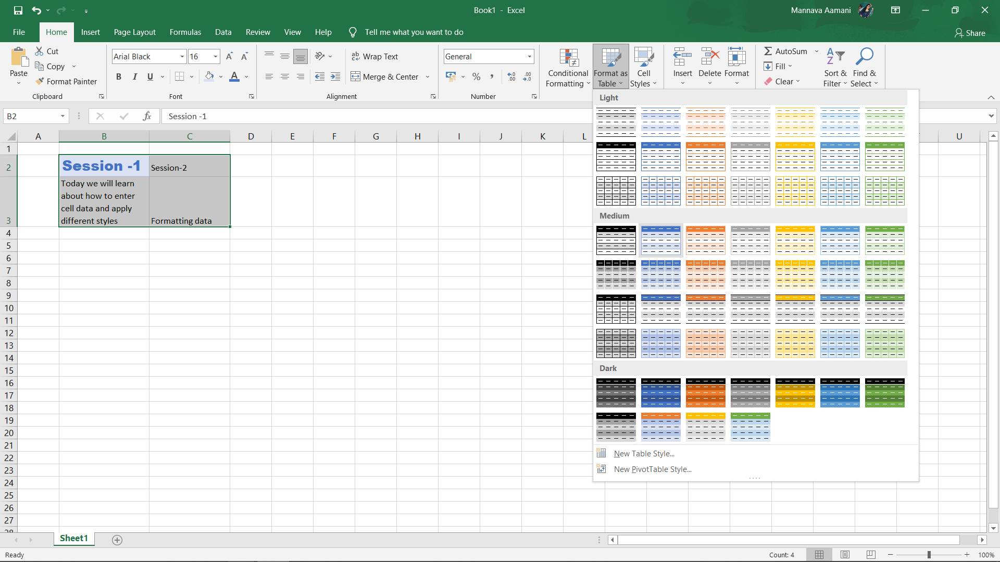 Book1 - Excel
Mannava Aamani
File Home Insert Page Layout Formulas Data Review View Help Tell me what you want to do
Share
Paste
Cut
Copy
Format Painter
Clipboard
Arial Black 16
B I U
Font
Wrap Text
Merge & Center
Alignment
General
Number
Conditional Formatting
Format as Table
Cell Styles
Insert
Delete
Format
AutoSum
Fill
Clear
Sort & Filter
Find & Select
B2
fx
Session -1
A B C D E F G H I J K L U
1
2 Session -1 Session-2
Today we will learn
about how to enter
cell data and apply
3 different styles Formatting data
4
5
6
7
8
9
10
11
12
13
14
15
16
17
18
19
20
21
22
23
24
25
26
27
28
Light
Medium
Dark
New Table Style...
New PivotTable Style...
Sheet1
Ready
Count: 4
100%